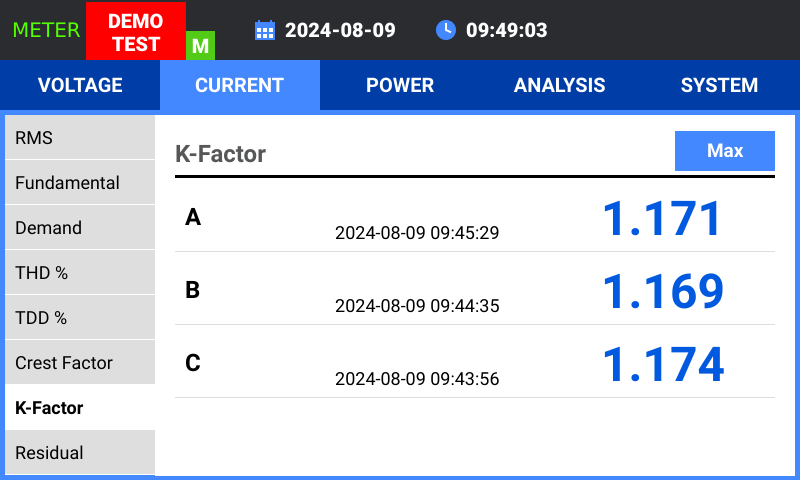 METER
DEMO
TEST
M
2024-08-09
09:49:03
VOLTAGE CURRENT POWER ANALYSIS SYSTEM
RMS
Fundamental
Demand
THD %
TDD %
Crest Factor
K-Factor
Residual
K-Factor Max
A 2024-08-09 09:45:29 1.171
B 2024-08-09 09:44:35 1.169
C 2024-08-09 09:43:56 1.174